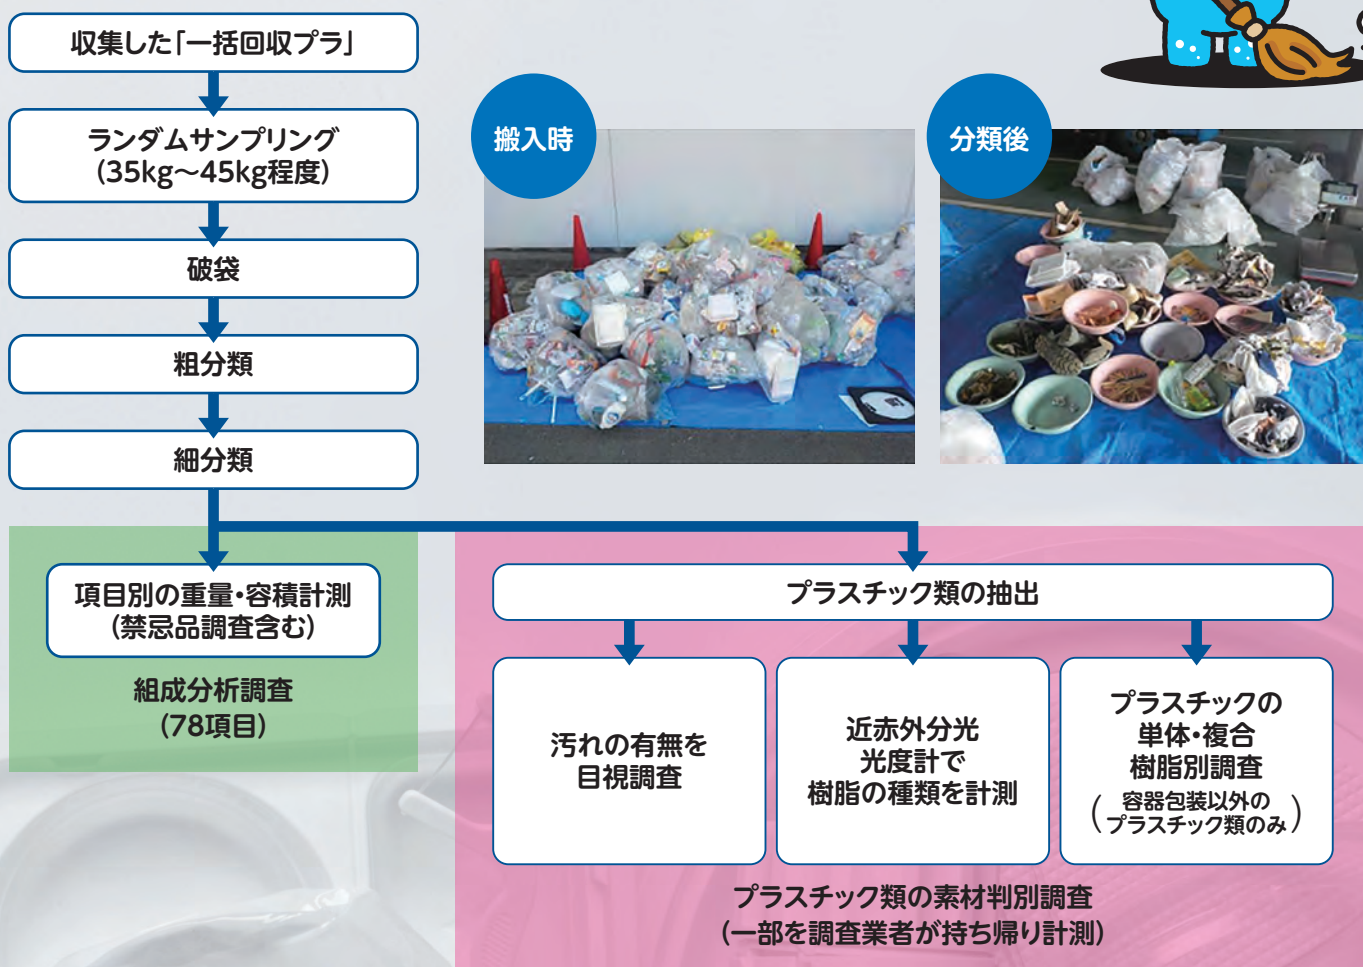 収集した「一括回収プラ」
ランダムサンプリング
(35kg〜45kg程度)
破袋
粗分類
細分類
搬入時
分類後
項目別の重量・容積計測
(禁忌品調査含む)
組成分析調査
(78項目)
プラスチック類の抽出
汚れの有無を
目視調査
近赤外分光
光度計で
樹脂の種類を計測
プラスチックの
単体・複合
樹脂別調査
(容器包装以外の
プラスチック類のみ)
プラスチック類の素材判別調査
(一部を調査業者が持ち帰り計測)